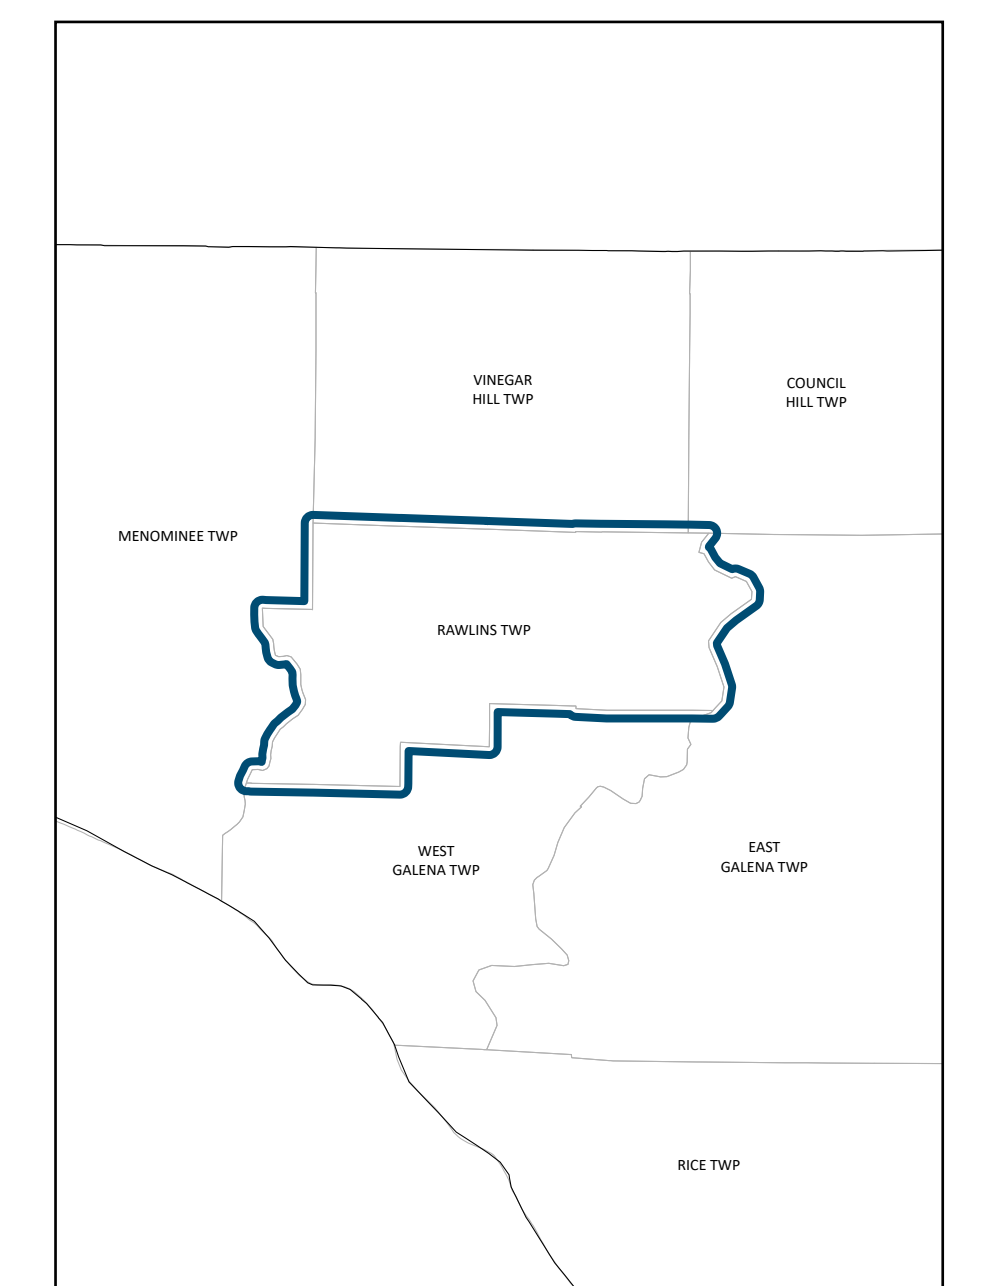 VINEGAR
HILL TWP
COUNCIL
HILL TWP
MENOMINEE TWP
RAWLINS TWP
WEST
GALENA TWP
EAST
GALENA TWP
RICE TWP